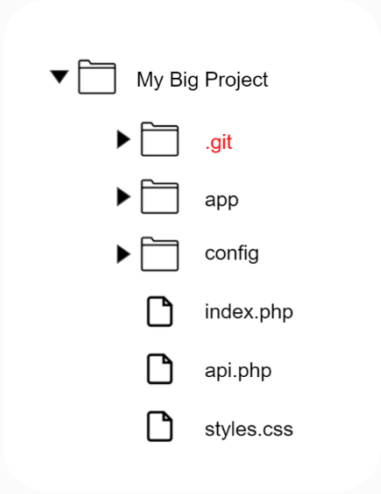 My Big Project
.git
app
config
index.php
api.php
styles.css